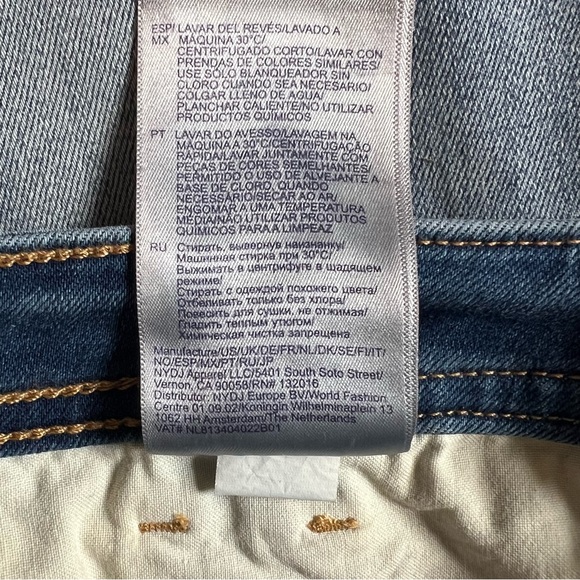 ESP/ LAVAR DEL REVÉS/LAVADO A
MX MÁQUINA 30°C/
CENTRIFUGADO CORTO/LAVAR CON
PRENDAS DE COLORES SIMILARES/
USE SÓLO BLANQUEADOR SIN
CLORO CUANDO SEA NECESARIO/
COLGAR LLENO DE AGUA/
PLANCHAR CALIENTE/NO UTILIZAR
PRODUCTOS QUÍMICOS
PT LAVAR DO AVESSO/LAVAGEM NA
MÁQUINA A 30°C/CENTRIFUGAÇÃO
RÁPIDA/LAVAR JUNTAMENTE COM
PEÇAS DE CORES SEMELHANTES/
PERMITIDO O USO DE ALVEJANTE A
BASE DE CLORO, QUANDO
NECESSÁRIO/SECAR AO AR/
ENGOMAR A UMA TEMPERATURA
MEDIA/NÃO UTILIZAR PRODUTOS
QUÍMICOS PARA A LIMPEAZ
RU Стирать, вывернув наизнанку/
Машинная стирка при 30°C/
Выжимать в центрифуге в щадящем
режиме/
Стирать с одеждой похожего цвета/
Отбеливать только без хлора/
Повесить для сушки, не отжимая/
Гладить теплым утюгом/
Химическая чистка запрещена
Manufacture/US/UK/DE/FR/NL/DK/SE/FI/IT/
NO/ESP/MX/PT/RU/JP
NYDJ Apparel LLC/5401 South Soto Street/
Vernon, CA 90058/RN# 132016
Distributor: NYDJ Europe BV/World Fashion
Centre 01.09.02/Koningin Wilhelminaplein 13
1062 HH Amsterdam/The Netherlands
VAT# NL813404022B01